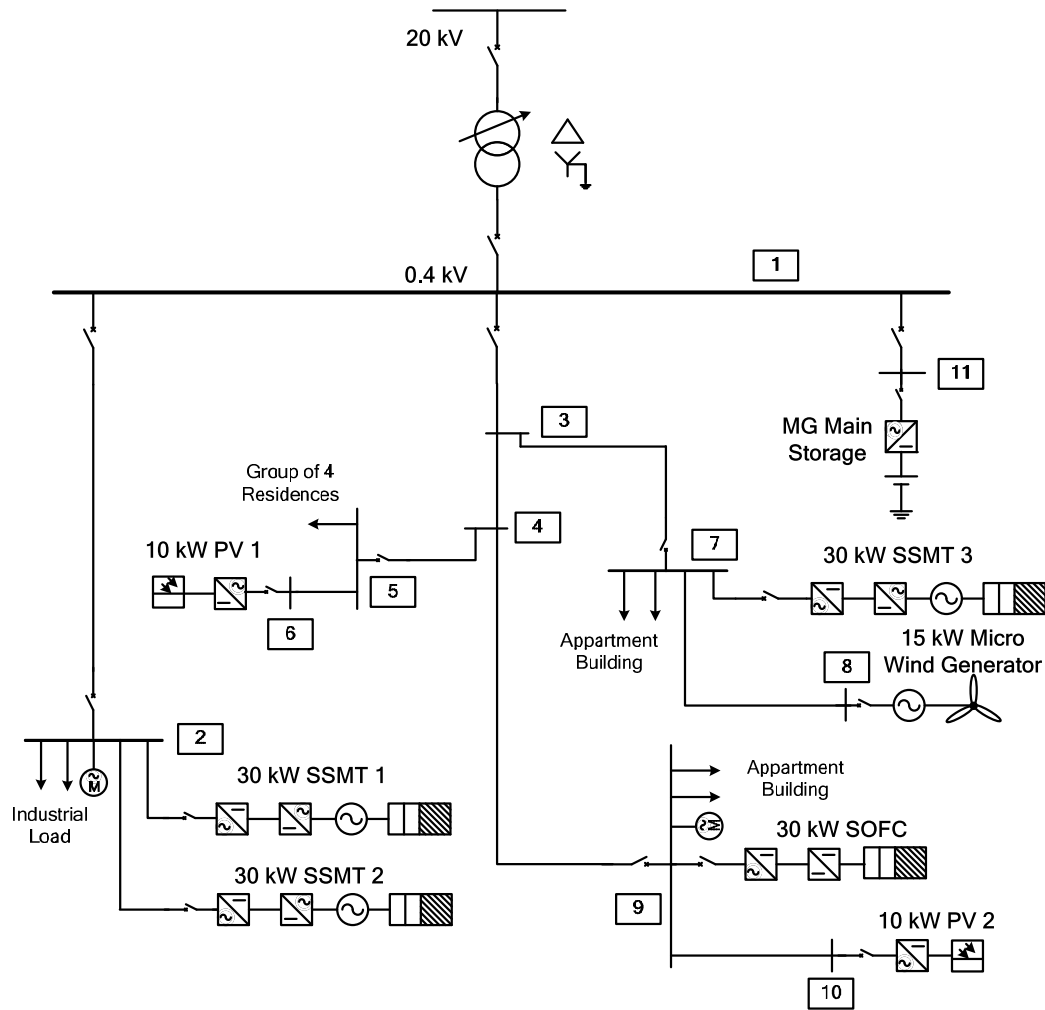 20 kV
0.4 kV
1
11
MG Main
Storage
3
Group of 4
Residences
4
7
10 kW PV 1
30 kW SSMT 3
5
6
Appartment
Building
15 kW Micro
Wind Generator
8
2
M
30 kW SSMT 1
Industrial
Load
Appartment
Building
M
30 kW SOFC
30 kW SSMT 2
9
10 kW PV 2
10